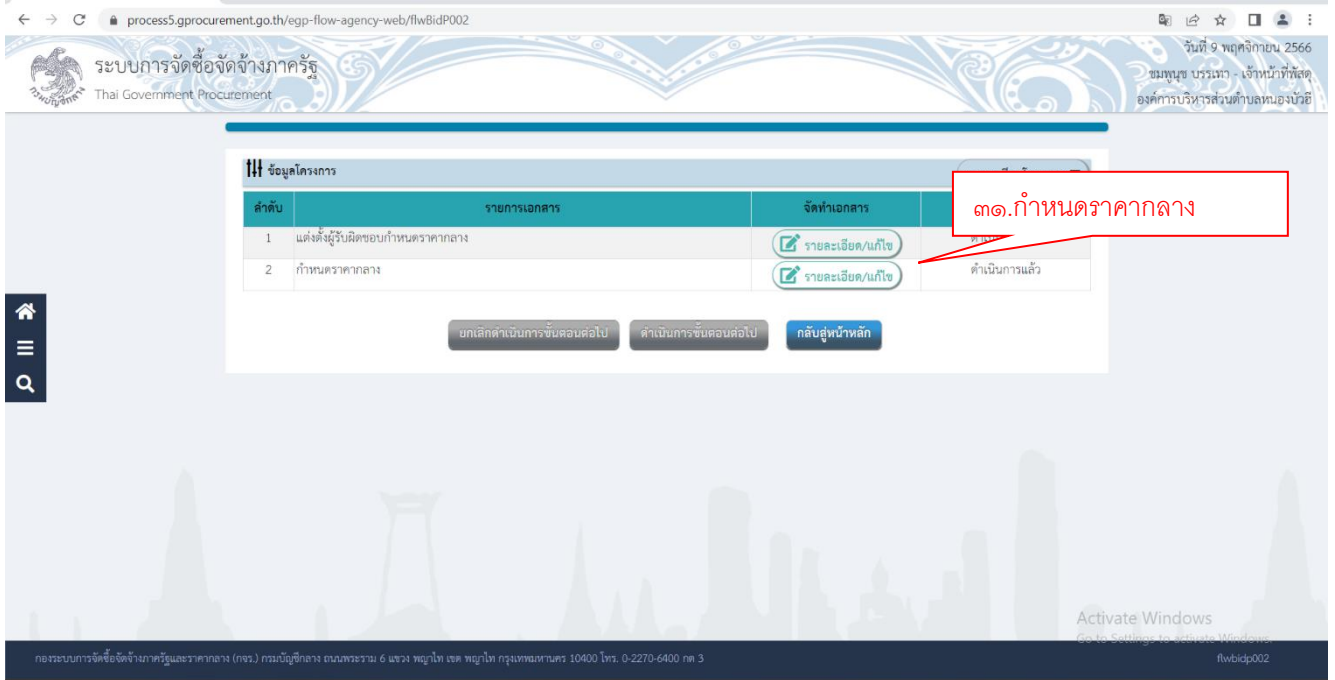 process5.gprocurement.go.th/egp-flow-agency-web/flwBidP002
ระบบการจัดซื้อจัดจ้างภาครัฐ
Thai Government Procurement
วันที่ 9 พฤศจิกายน 2566
ชมพูนุช บรรเทา - เจ้าหน้าที่พัสดุ
องค์การบริหารส่วนตำบลหนองบัวฮี
ข้อมูลโครงการ
๓๑.กำหนดราคากลาง
ลำดับ รายการเอกสาร จัดทำเอกสาร
1 แต่งตั้งผู้รับผิดชอบกำหนดราคากลาง รายละเอียด/แก้ไข
2 กำหนดราคากลาง รายละเอียด/แก้ไข ดำเนินการแล้ว
ยกเลิกดำเนินการขั้นตอนต่อไป ดำเนินการขั้นตอนต่อไป กลับสู่หน้าหลัก
Activate Windows
Go to Settings to activate Windows.
กองระบบการจัดซื้อจัดจ้างภาครัฐและราคากลาง (กจร.) กรมบัญชีกลาง ถนนพระราม 6 แขวง พญาไท เขต พญาไท กรุงเทพมหานคร 10400 โทร. 0-2270-6400 กด 3
flwbidp002